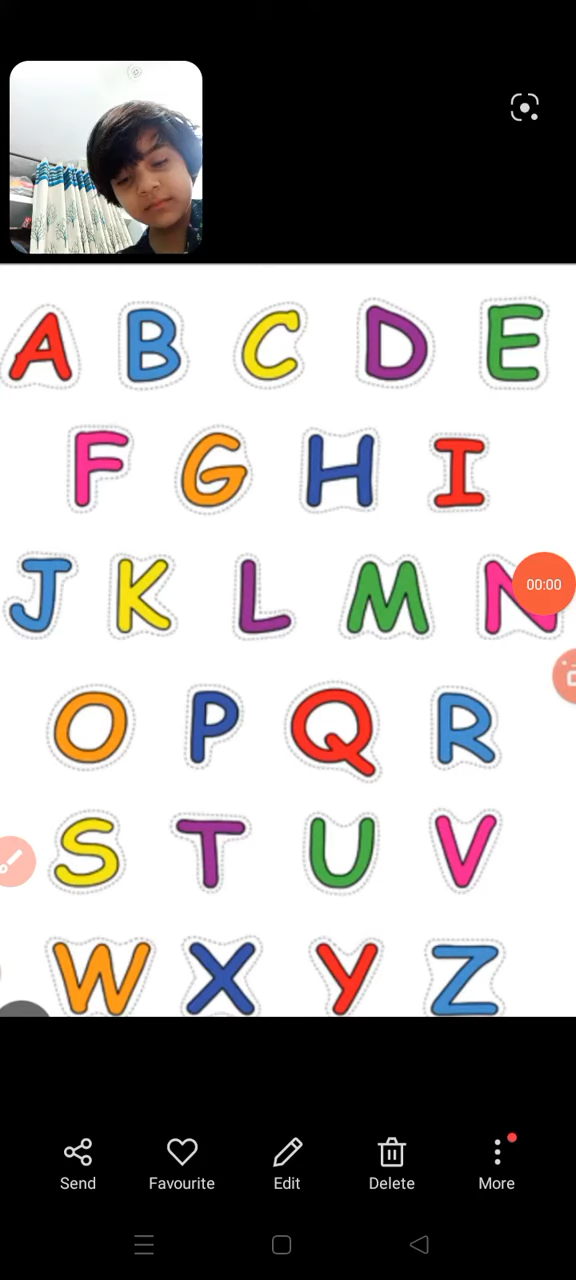 A B C D E
F G H I
J K L M N
00:00
O P Q R
S T U V
W X Y Z
Send Favourite Edit Delete More